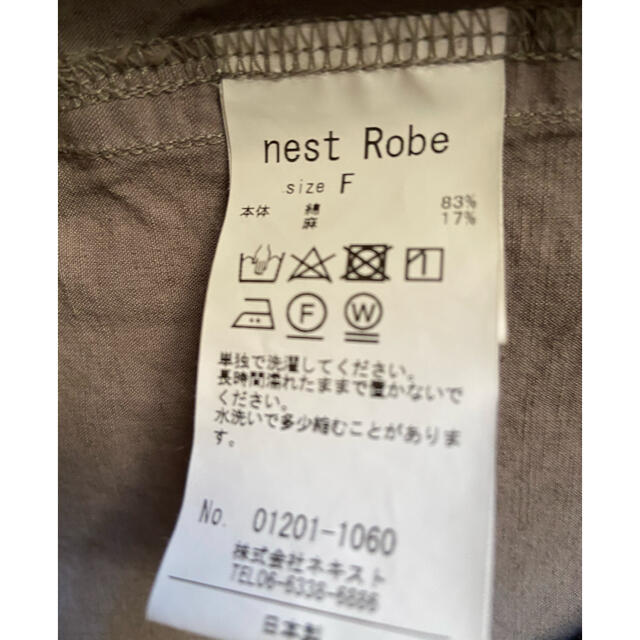 nest Robe
size F
本体 綿 83%
麻 17%
F W
単独で洗濯してください。
長時間濡れたままで置かないで
ください。
水洗いで多少縮むことがありま
す。
No. 01201-1060
株式会社ネキスト
TEL06-6338-6886
日本製